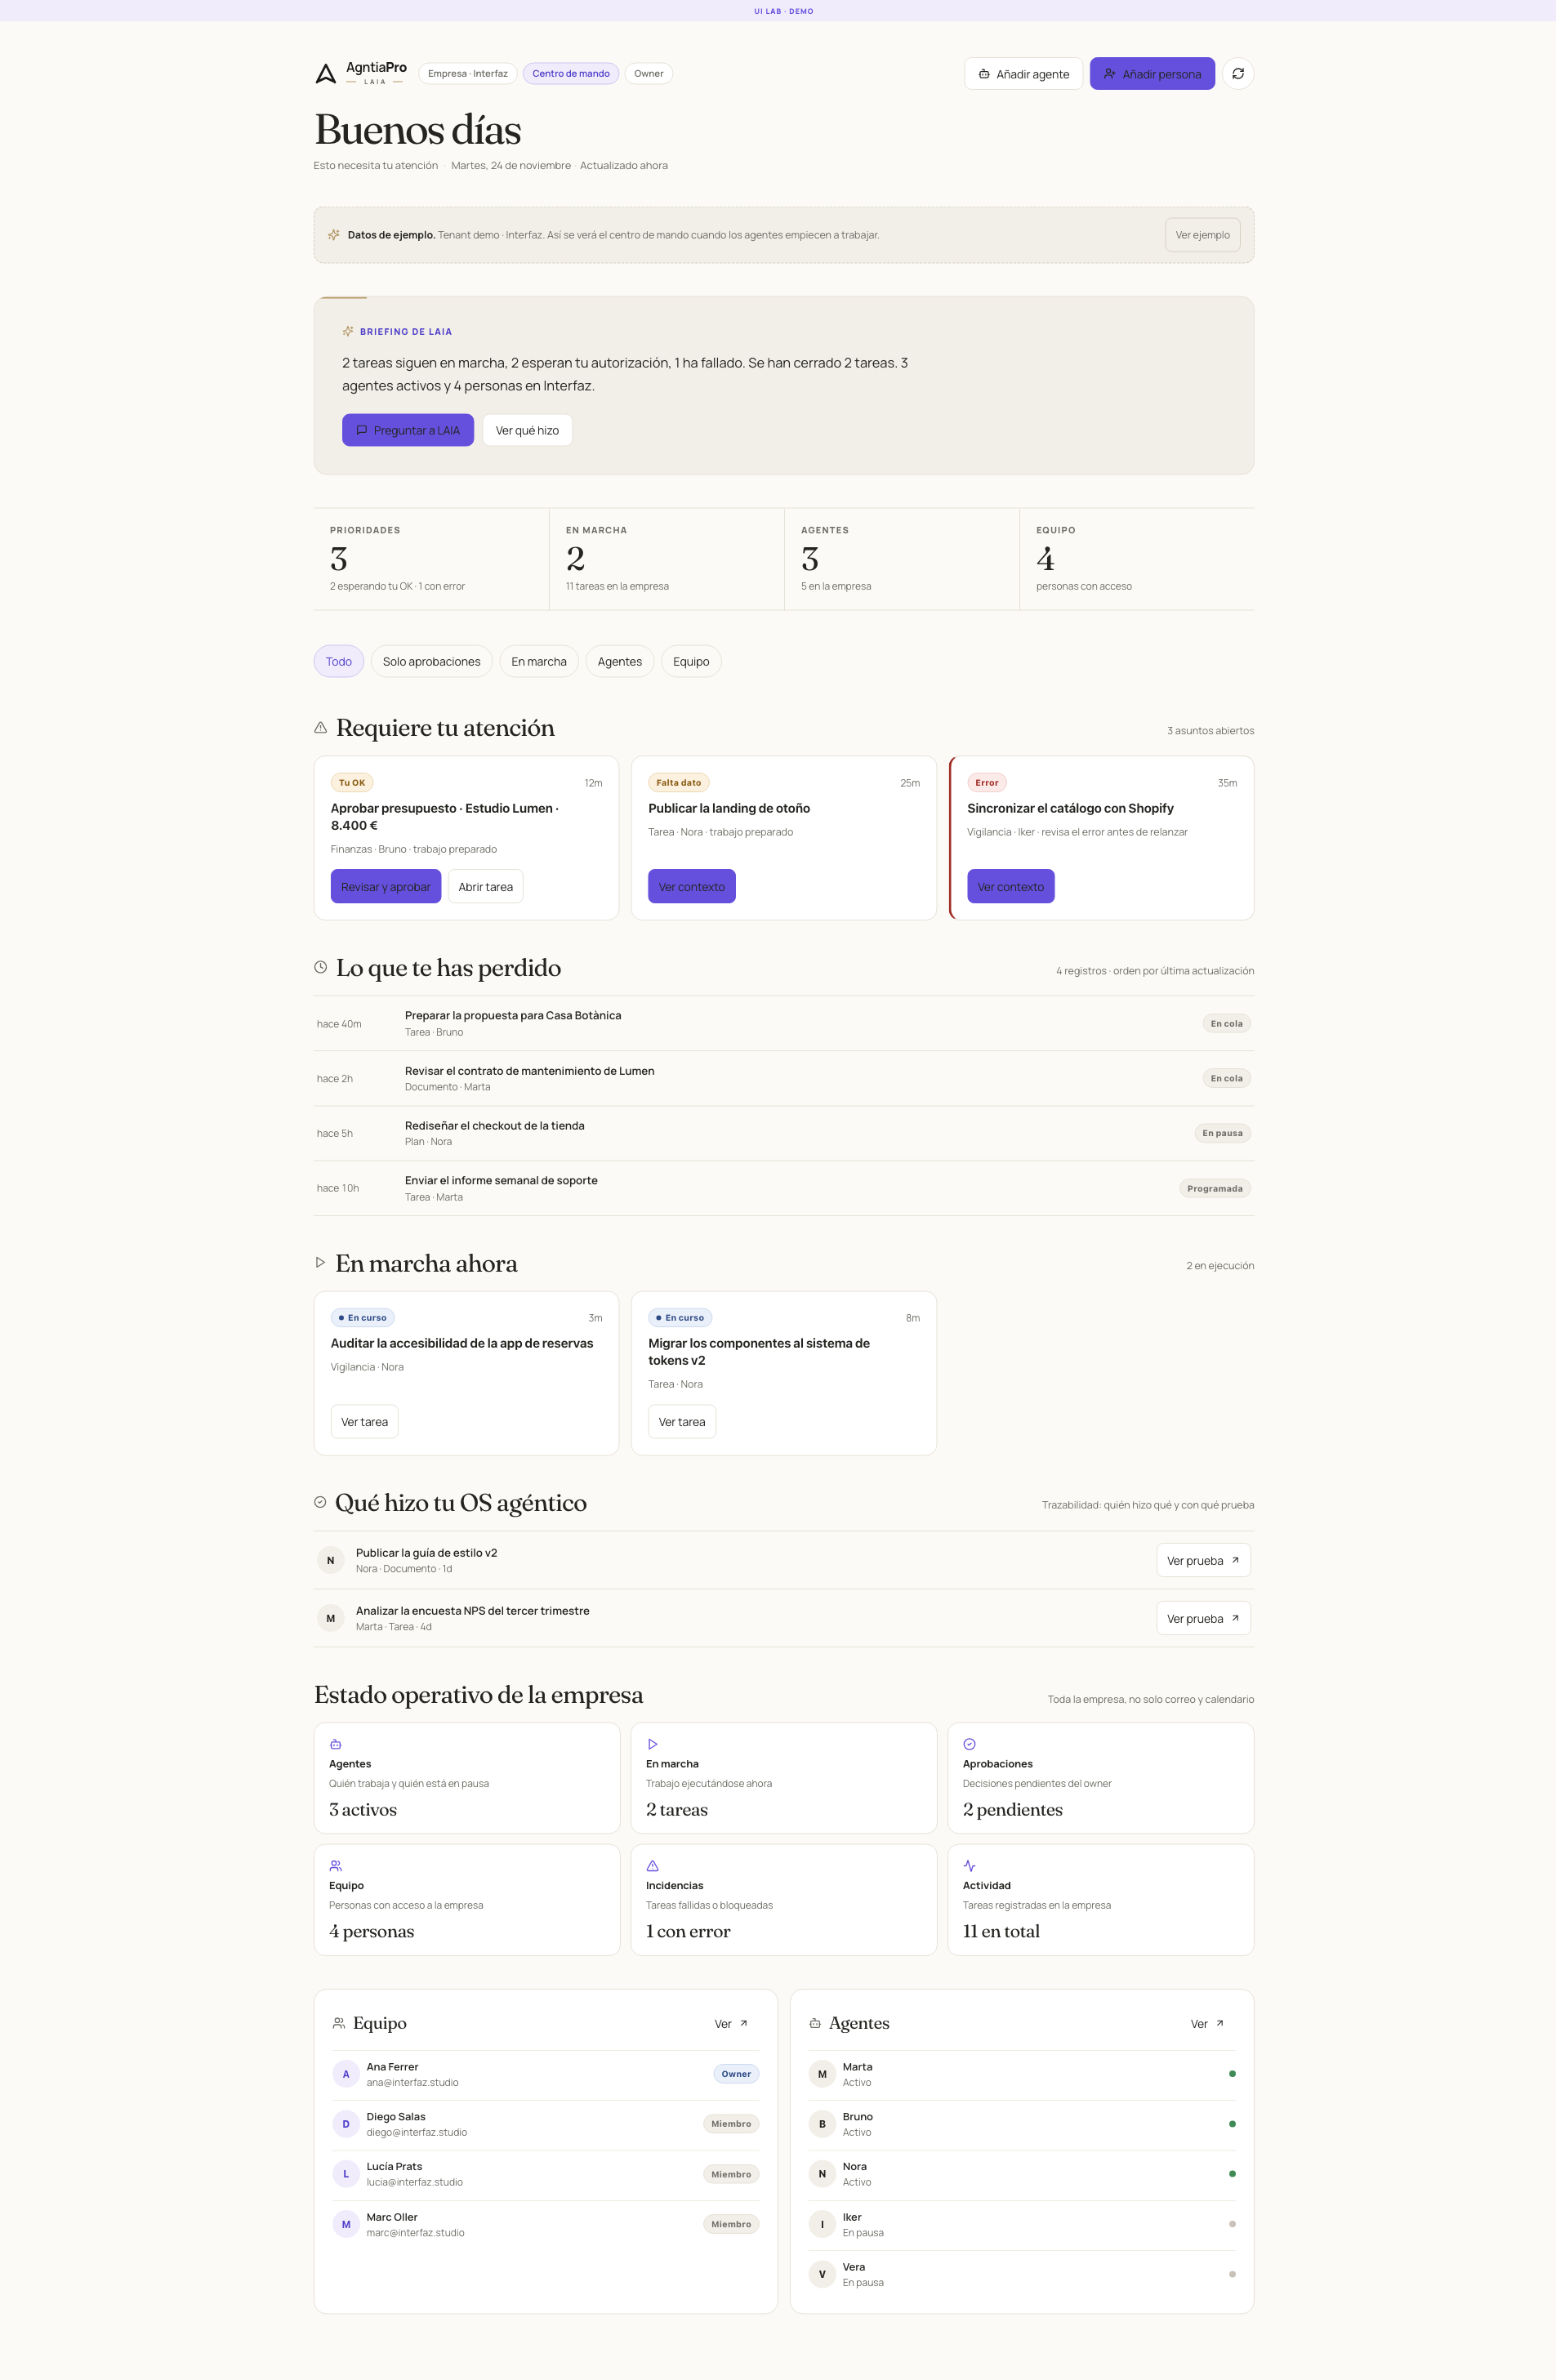 UI LAB · DEMO
AgntiaPro
LAIA
Empresa · Interfaz
Centro de mando
Owner
Añadir agente
Añadir persona
Buenos días
Esto necesita tu atención · Martes, 24 de noviembre · Actualizado ahora
Datos de ejemplo. Tenant demo · Interfaz. Así se verá el centro de mando cuando los agentes empiecen a trabajar.
Ver ejemplo
BRIEFING DE LAIA
2 tareas siguen en marcha, 2 esperan tu autorización, 1 ha fallado. Se han cerrado 2 tareas. 3
agentes activos y 4 personas en Interfaz.
Preguntar a LAIA
Ver qué hizo
PRIORIDADES
3
2 esperando tu OK · 1 con error
EN MARCHA
2
11 tareas en la empresa
AGENTES
3
5 en la empresa
EQUIPO
4
personas con acceso
Todo
Solo aprobaciones
En marcha
Agentes
Equipo
Requiere tu atención
3 asuntos abiertos
Tu OK
12m
Aprobar presupuesto · Estudio Lumen ·
8.400 €
Finanzas · Bruno · trabajo preparado
Revisar y aprobar
Abrir tarea
Falta dato
25m
Publicar la landing de otoño
Tarea · Nora · trabajo preparado
Ver contexto
Error
35m
Sincronizar el catálogo con Shopify
Vigilancia · Iker · revisa el error antes de relanzar
Ver contexto
Lo que te has perdido
4 registros · orden por última actualización
hace 40m
Preparar la propuesta para Casa Botànica
Tarea · Bruno
En cola
hace 2h
Revisar el contrato de mantenimiento de Lumen
Documento · Marta
En cola
hace 5h
Rediseñar el checkout de la tienda
Plan · Nora
En pausa
hace 10h
Enviar el informe semanal de soporte
Tarea · Marta
Programada
En marcha ahora
2 en ejecución
En curso
3m
Auditar la accesibilidad de la app de reservas
Vigilancia · Nora
Ver tarea
En curso
8m
Migrar los componentes al sistema de
tokens v2
Tarea · Nora
Ver tarea
Qué hizo tu OS agéntico
Trazabilidad: quién hizo qué y con qué prueba
N
Publicar la guía de estilo v2
Nora · Documento · 1d
Ver prueba
M
Analizar la encuesta NPS del tercer trimestre
Marta · Tarea · 4d
Ver prueba
Estado operativo de la empresa
Toda la empresa, no solo correo y calendario
Agentes
Quién trabaja y quién está en pausa
3 activos
En marcha
Trabajo ejecutándose ahora
2 tareas
Aprobaciones
Decisiones pendientes del owner
2 pendientes
Equipo
Personas con acceso a la empresa
4 personas
Incidencias
Tareas fallidas o bloqueadas
1 con error
Actividad
Tareas registradas en la empresa
11 en total
Equipo
Ver
A
Ana Ferrer
ana@interfaz.studio
Owner
D
Diego Salas
diego@interfaz.studio
Miembro
L
Lucía Prats
lucia@interfaz.studio
Miembro
M
Marc Oller
marc@interfaz.studio
Miembro
Agentes
Ver
M
Marta
Activo
B
Bruno
Activo
N
Nora
Activo
I
Iker
En pausa
V
Vera
En pausa